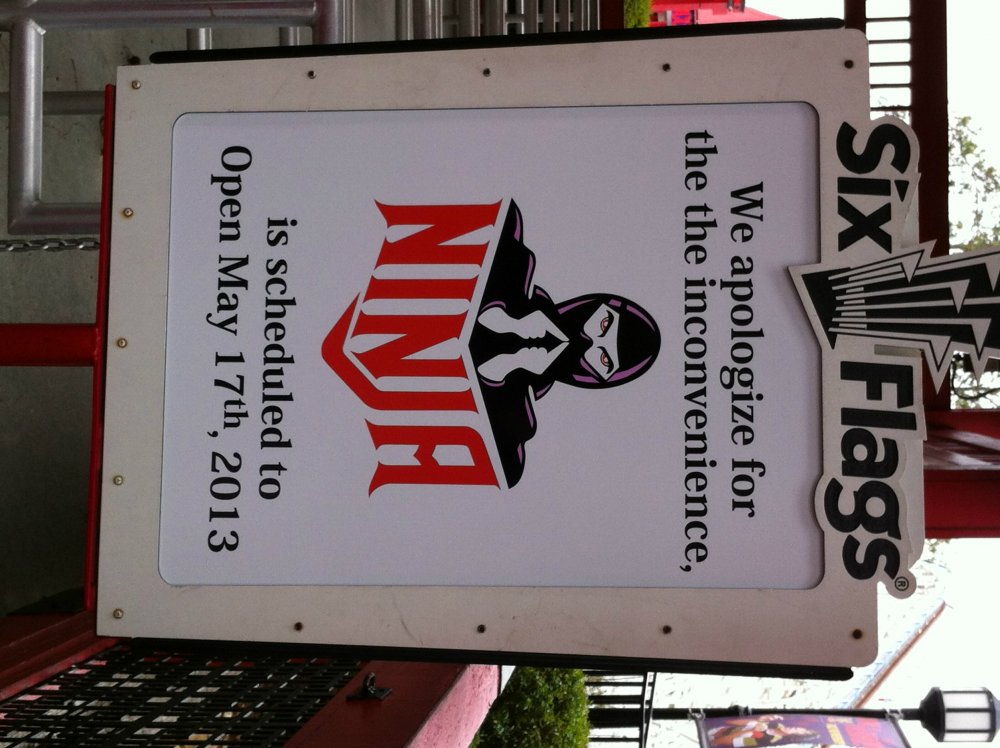 Six Flags®
We apologize for
the the inconvenience,
NINJA
is scheduled to
Open May 17th, 2013